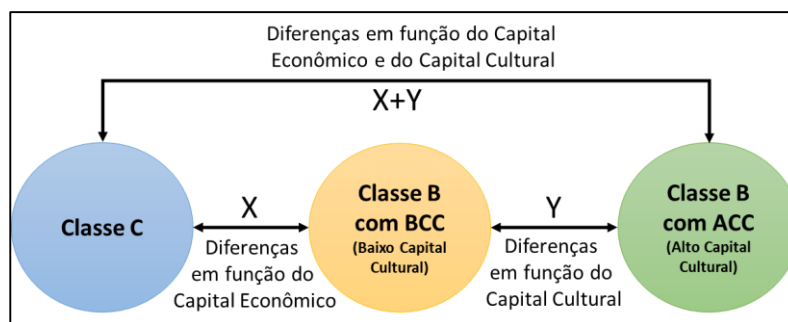 Diferenças em função do Capital
Econômico e do Capital Cultural
X+Y
Classe C
X
Diferenças
em função do
Capital Econômico
Classe B
com BCC
(Baixo Capital
Cultural)
Y
Diferenças
em função do
Capital Cultural
Classe B
com ACC
(Alto Capital
Cultural)